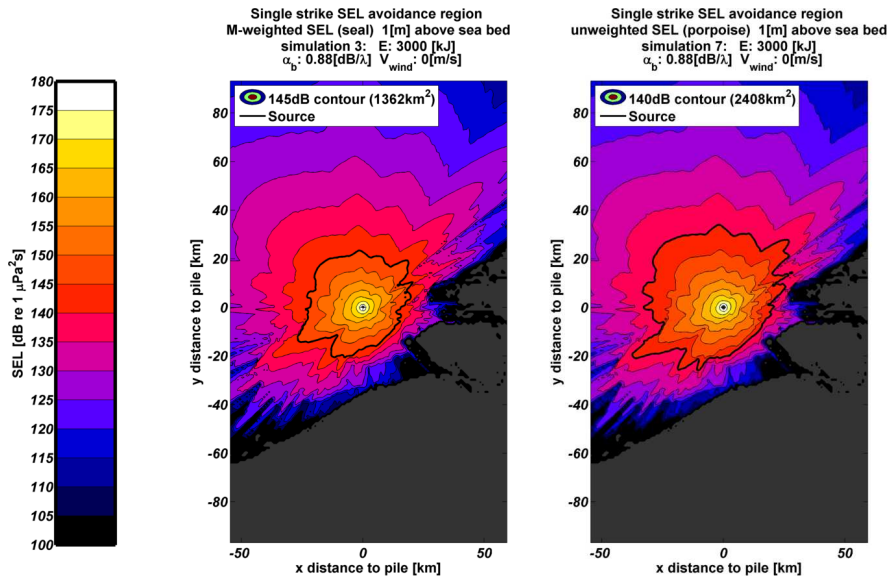 Single strike SEL avoidance region
M-weighted SEL (seal) 1[m] above sea bed
simulation 3: E: 3000 [kJ]
αb: 0.88[dB/λ] Vwind: 0[m/s]
Single strike SEL avoidance region
unweighted SEL (porpoise) 1[m] above sea bed
simulation 7: E: 3000 [kJ]
αb: 0.88[dB/λ] Vwind: 0[m/s]
SEL [dB re 1 μPa²s]
180
175
170
165
160
155
150
145
140
135
130
125
120
115
110
105
100
145dB contour (1362km²)
Source
y distance to pile [km]
80
60
40
20
0
-20
-40
-60
-80
-50
0
50
x distance to pile [km]
140dB contour (2408km²)
Source
y distance to pile [km]
80
60
40
20
0
-20
-40
-60
-80
-50
0
50
x distance to pile [km]